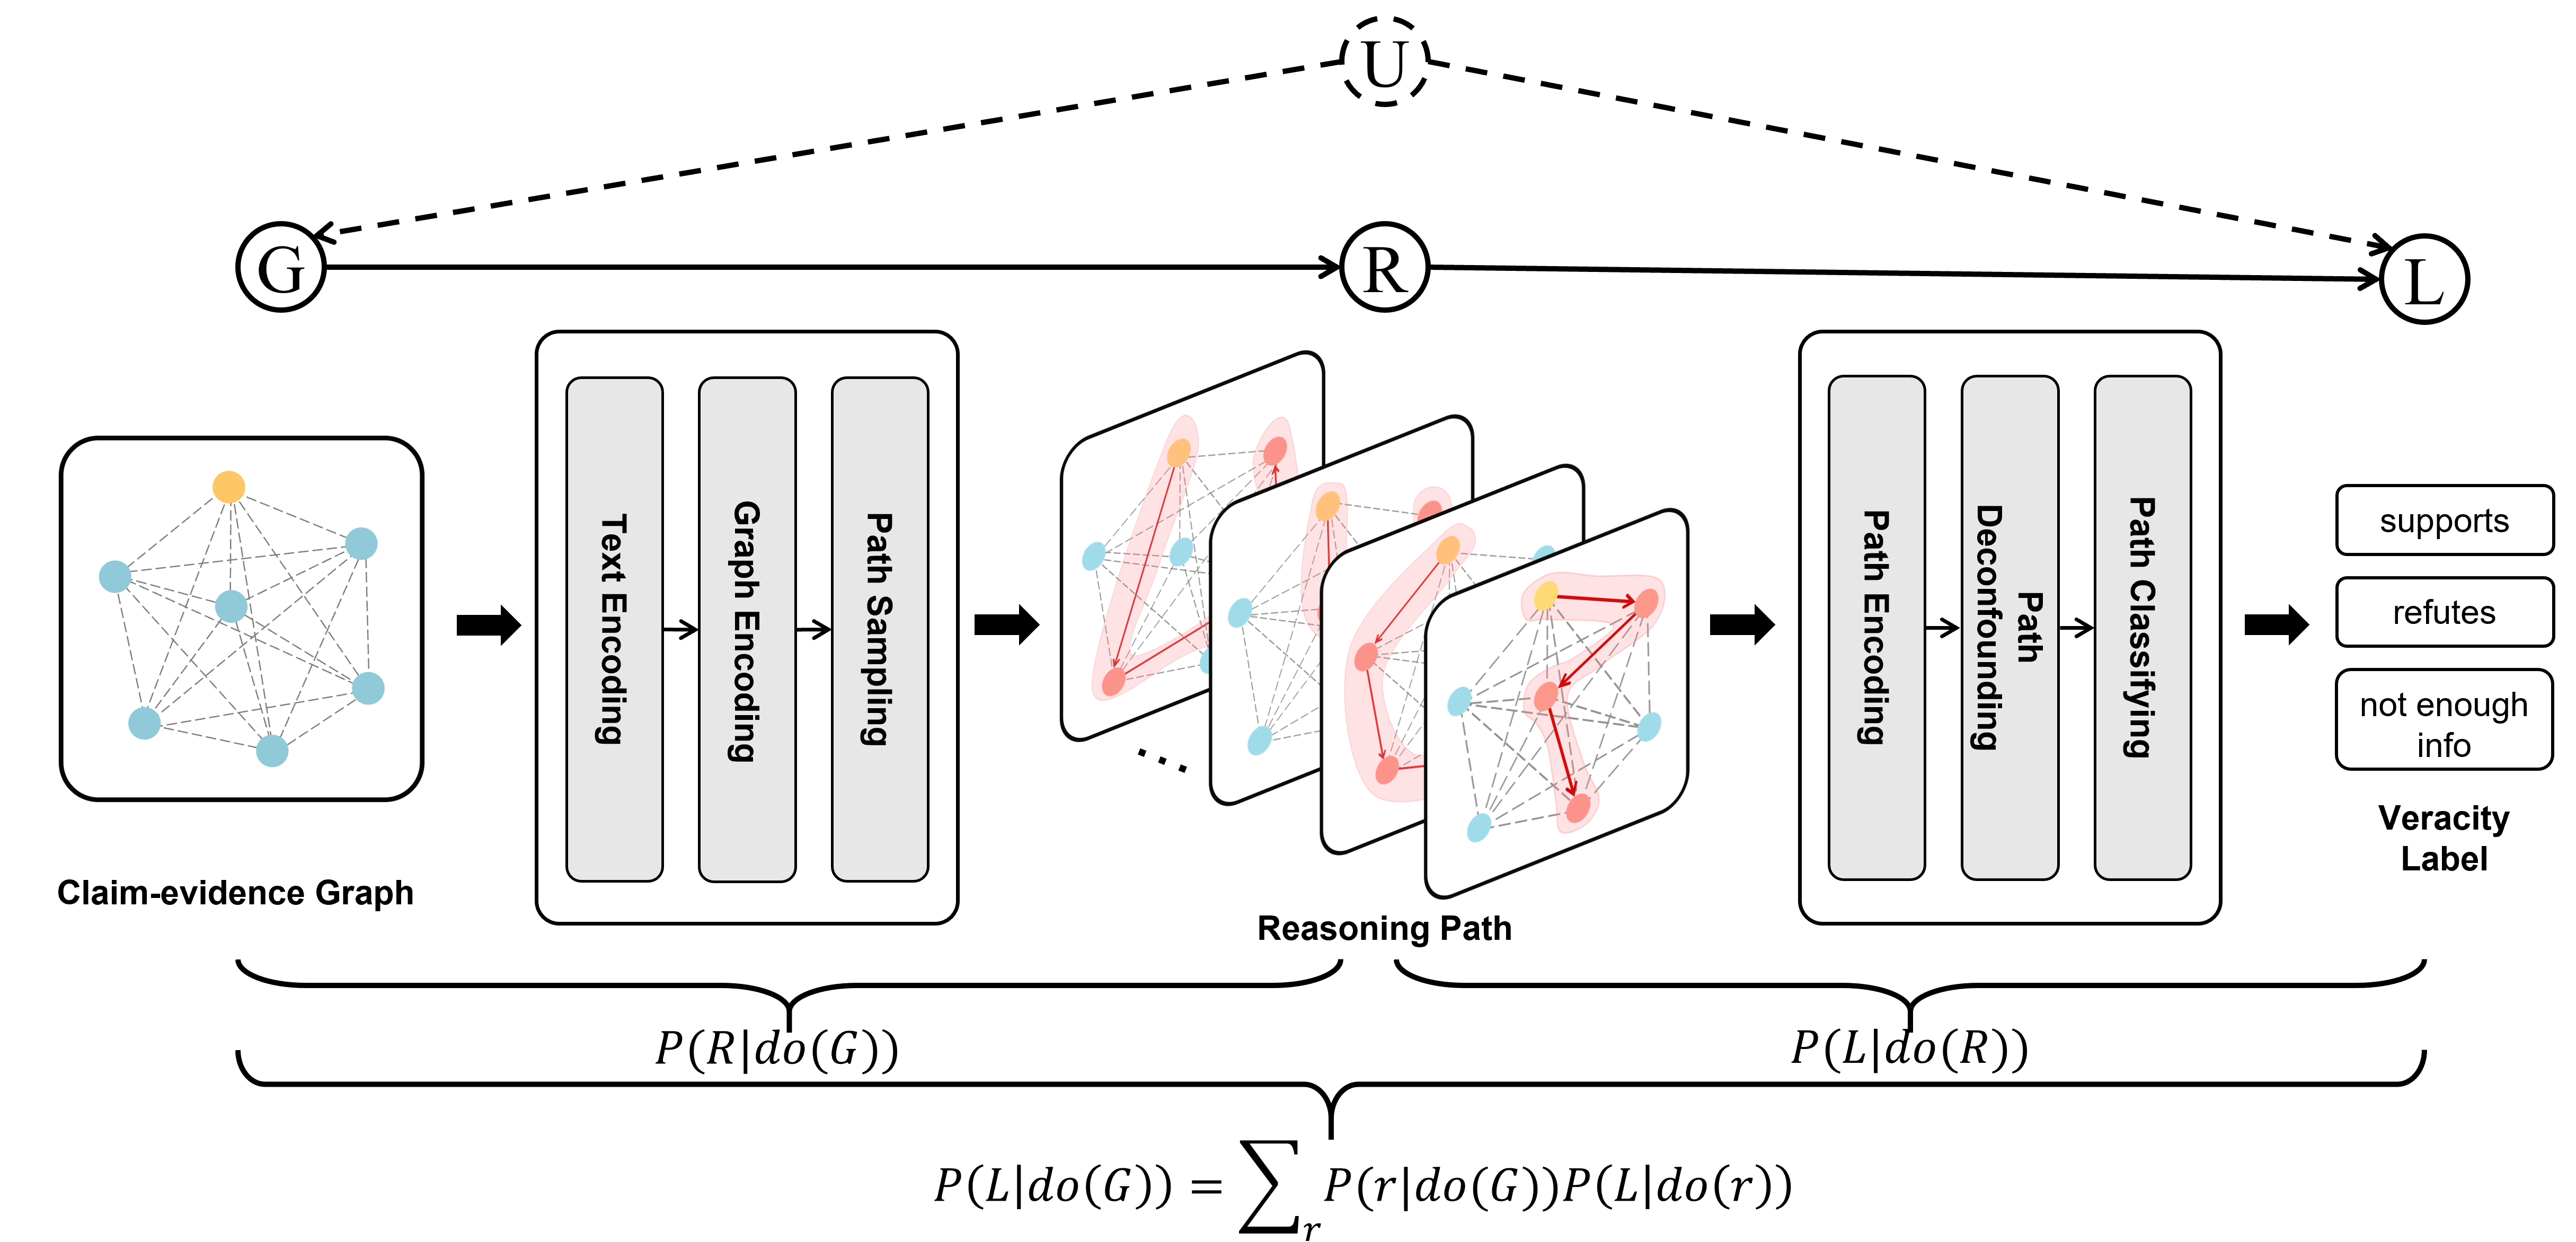 U
G
R
L
Text Encoding
Graph Encoding
Path Sampling
Path Encoding
Path
Deconfounding
Path Classifying
supports
refutes
not enough
info
Veracity
Label
Claim-evidence Graph
Reasoning Path
P(R|do(G))
P(L|do(R))
P(L|do(G)) = ∑_r P(r|do(G))P(L|do(r))